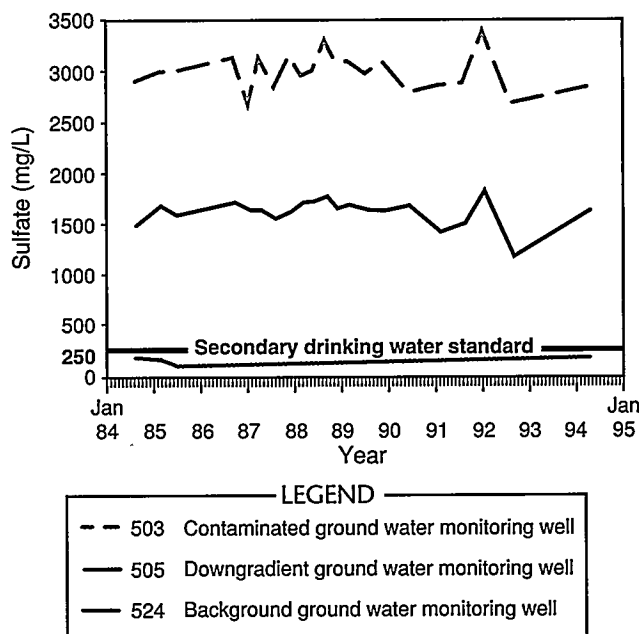 3500
3000
2500
2000
1500
1000
500
250
0
Sulfate (mg/L)
Secondary drinking water standard
Jan Jan
84 85 86 87 88 89 90 91 92 93 94 95
Year
LEGEND
503 Contaminated ground water monitoring well
505 Downgradient ground water monitoring well
524 Background ground water monitoring well